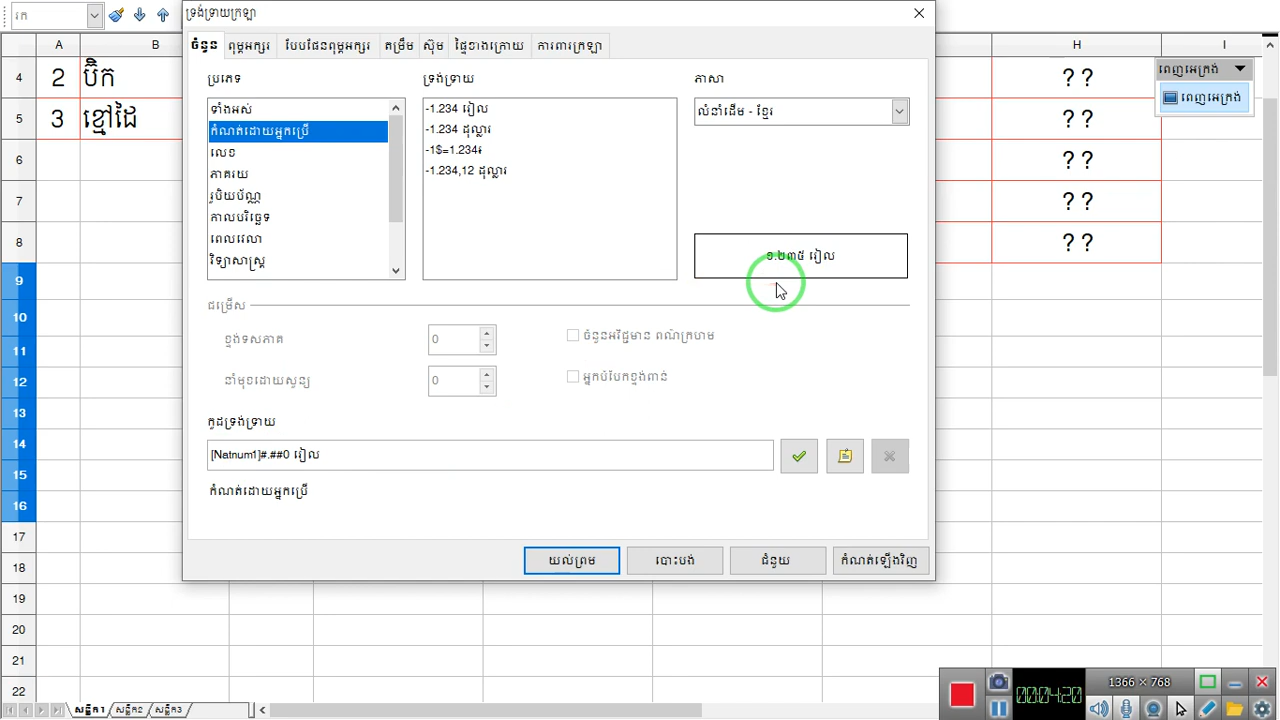 រក
ទ្រង់ទ្រាយក្រឡា
A B H I
ចំនួន ពុម្ពអក្សរ បែបផែនពុម្ពអក្សរ តម្រឹម ស៊ុម ផ្ទៃខាងក្រោយ ការពារក្រឡា
ប្រភេទ ទ្រង់ទ្រាយ ភាសា
ទាំងអស់
កំណត់ដោយអ្នកប្រើ
លេខ
ភាគរយ
រូបិយប័ណ្ណ
កាលបរិច្ឆេទ
ពេលវេលា
វិទ្យាសាស្ត្រ
-1.234 រៀល
-1.234 ដុល្លារ
-1$=1.234៛
-1.234,12 ដុល្លារ
លំនាំដើម - ខ្មែរ
១.២៣៥ រៀល
ជម្រើស
ខ្ទង់ទសភាគ 0 ចំនួនអវិជ្ជមាន ពណ៌ក្រហម
នាំមុខដោយសូន្យ 0 អ្នកបំបែកខ្ទង់ពាន់
កូដទ្រង់ទ្រាយ
[Natnum1]#.##0 រៀល
កំណត់ដោយអ្នកប្រើ
យល់ព្រម បោះបង់ ជំនួយ កំណត់ឡើងវិញ
4 2 ប៊ិក ? ?
5 3 ខ្មៅដៃ ? ?
6 ? ?
7 ? ?
8 ? ?
9
10
11
12
13
14
15
16
17
18
19
20
21
22
ពេញអេក្រង់
ពេញអេក្រង់
សន្លឹក1 សន្លឹក2 សន្លឹក3
00:04:20
1366 × 768